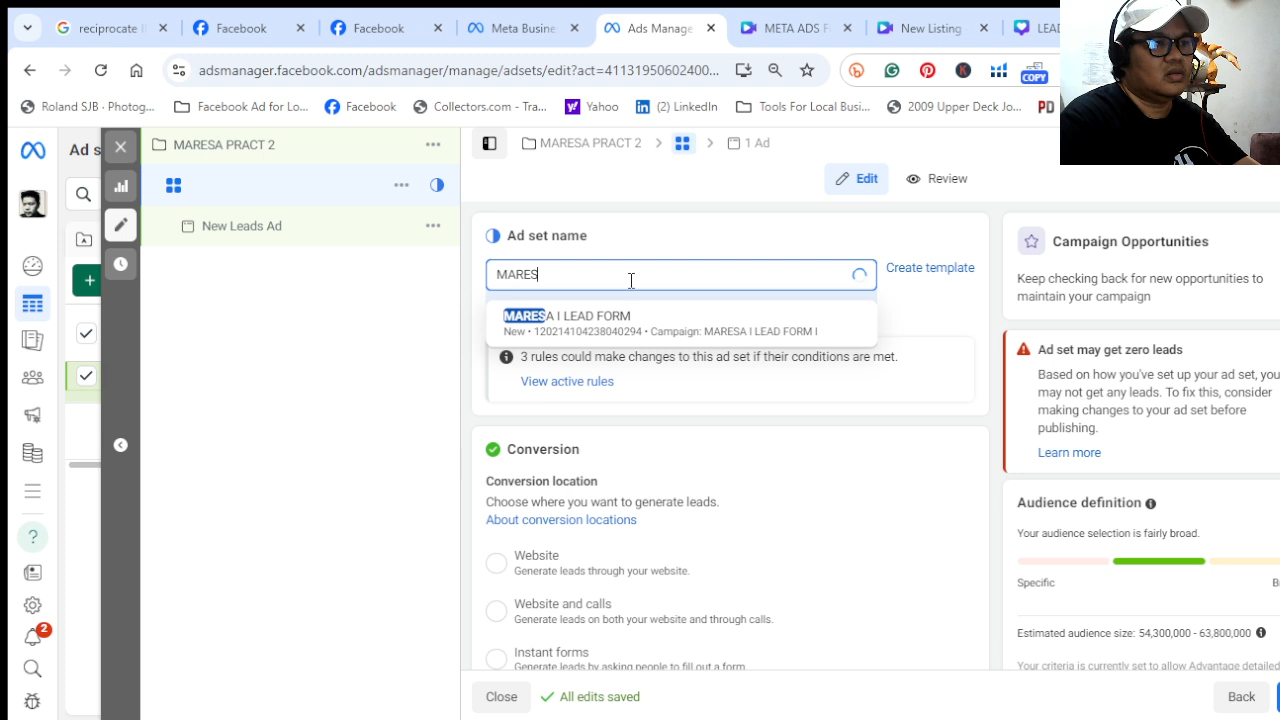 reciprocate
Facebook
Facebook
Meta Busine
Ads Manage
META ADS F
New Listing
LEAD
adsmanager.facebook.com/adsmanager/manage/adsets/edit?act=41131950602400...
COPY
Roland SJB · Photog...
Facebook Ad for Lo...
Facebook
Collectors.com - Tra...
Yahoo
(2) LinkedIn
Tools For Local Busi...
2009 Upper Deck Jo...
PD
Ad s
MARESA PRACT 2
MARESA PRACT 2
1 Ad
Edit
Review
New Leads Ad
Ad set name
MARES
Create template
MARESA I LEAD FORM
New • 120214104238040294 • Campaign: MARESA I LEAD FORM I
3 rules could make changes to this ad set if their conditions are met.
View active rules
Conversion
Conversion location
Choose where you want to generate leads.
About conversion locations
Website
Generate leads through your website.
Website and calls
Generate leads on both your website and through calls.
Instant forms
Generate leads by asking people to fill out a form.
Campaign Opportunities
Keep checking back for new opportunities to
maintain your campaign
Ad set may get zero leads
Based on how you've set up your ad set, you
may not get any leads. To fix this, consider
making changes to your ad set before
publishing.
Learn more
Audience definition
Your audience selection is fairly broad.
Specific
B
Estimated audience size: 54,300,000 - 63,800,000
Your criteria is currently set to allow Advantage detailed
2
Close
All edits saved
Back